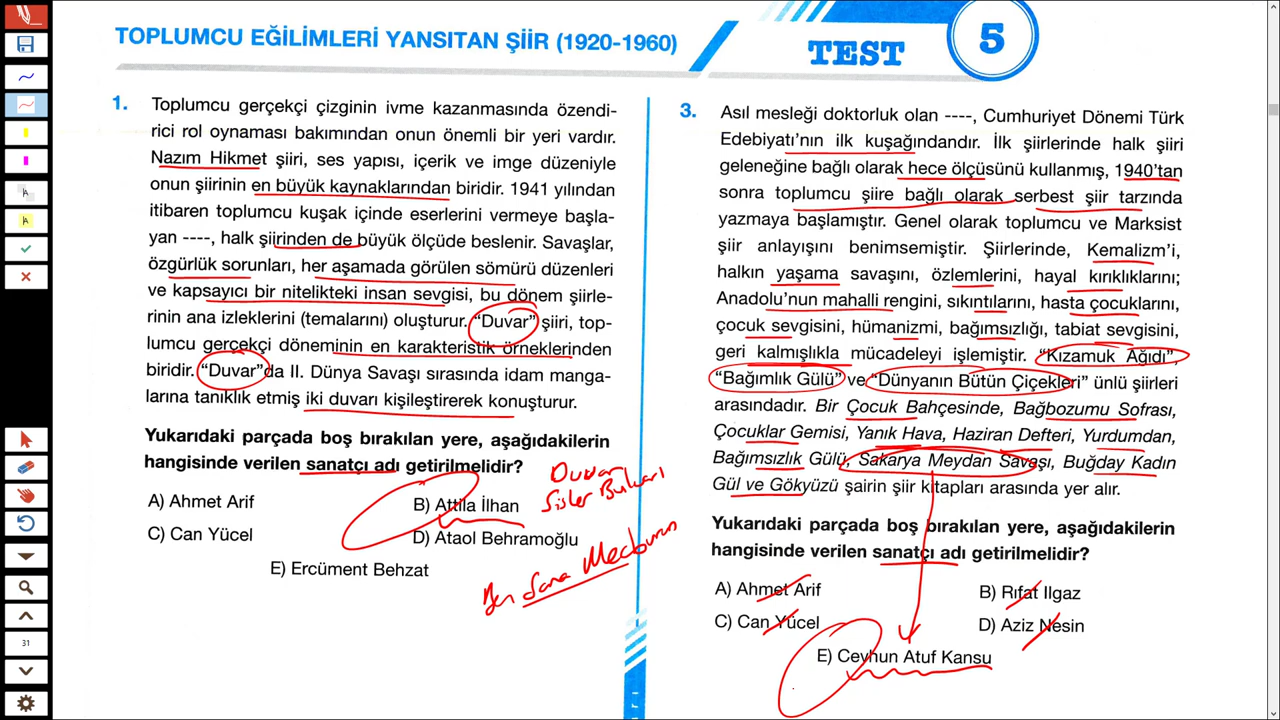 TOPLUMCU EĞİLİMLERİ YANSITAN ŞİİR (1920-1960)
TEST
5
1. Toplumcu gerçekçi çizginin ivme kazanmasında özendi-
rici rol oynaması bakımından onun önemli bir yeri vardır.
Nazım Hikmet şiiri, ses yapısı, içerik ve imge düzeniyle
onun şiirinin en büyük kaynaklarından biridir. 1941 yılından
itibaren toplumcu kuşak içinde eserlerini vermeye başla-
yan ----, halk şiirinden de büyük ölçüde beslenir. Savaşlar,
özgürlük sorunları, her aşamada görülen sömürü düzenleri
ve kapsayıcı bir nitelikteki insan sevgisi, bu dönem şiirle-
rinin ana izleklerini (temalarını) oluşturur. “Duvar” şiiri, top-
lumcu gerçekçi döneminin en karakteristik örneklerinden
biridir. “Duvar”da II. Dünya Savaşı sırasında idam manga-
larına tanıklık etmiş iki duvarı kişileştirerek konuşturur.
Yukarıdaki parçada boş bırakılan yere, aşağıdakilerin
hangisinde verilen sanatçı adı getirilmelidir?
A) Ahmet Arif
B) Attila İlhan
C) Can Yücel
D) Ataol Behramoğlu
E) Ercüment Behzat
Duvar
Sisler Bulvarı
Ben Sana Mecburum
3. Asıl mesleği doktorluk olan ----, Cumhuriyet Dönemi Türk
Edebiyatı’nın ilk kuşağındandır. İlk şiirlerinde halk şiiri
geleneğine bağlı olarak hece ölçüsünü kullanmış, 1940’tan
sonra toplumcu şiire bağlı olarak serbest şiir tarzında
yazmaya başlamıştır. Genel olarak toplumcu ve Marksist
şiir anlayışını benimsemiştir. Şiirlerinde, Kemalizm’i,
halkın yaşama savaşını, özlemlerini, hayal kırıklıklarını;
Anadolu’nun mahalli rengini, sıkıntılarını, hasta çocuklarını,
çocuk sevgisini, hümanizmi, bağımsızlığı, tabiat sevgisini,
geri kalmışlıkla mücadeleyi işlemiştir. “Kızamuk Ağıdı”,
“Bağımlık Gülü” ve “Dünyanın Bütün Çiçekleri” ünlü şiirleri
arasındadır. Bir Çocuk Bahçesinde, Bağbozumu Sofrası,
Çocuklar Gemisi, Yanık Hava, Haziran Defteri, Yurdumdan,
Bağımsızlık Gülü, Sakarya Meydan Savaşı, Buğday Kadın
Gül ve Gökyüzü şairin şiir kitapları arasında yer alır.
Yukarıdaki parçada boş bırakılan yere, aşağıdakilerin
hangisinde verilen sanatçı adı getirilmelidir?
A) Ahmet Arif
B) Rıfat Ilgaz
C) Can Yücel
D) Aziz Nesin
E) Ceyhun Atuf Kansu
31